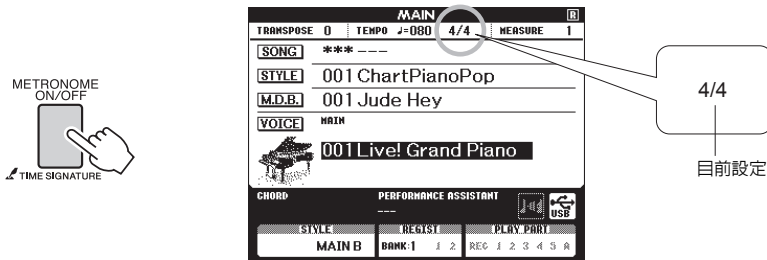 METRONOME
ON/OFF
TIME SIGNATURE
MAIN
R
TRANSPOSE 0 TEMPO ♩=080 4/4 MEASURE 1
SONG *** ---
STYLE 001 ChartPianoPop
M.D.B. 001 Jude Hey
VOICE MAIN
001 Live! Grand Piano
CHORD PERFORMANCE ASSISTANT
---
USB
STYLE REGIST PLAY PART
MAIN B BANK:1 1 2 REC 1 2 3 4 5 A
4/4
目前設定